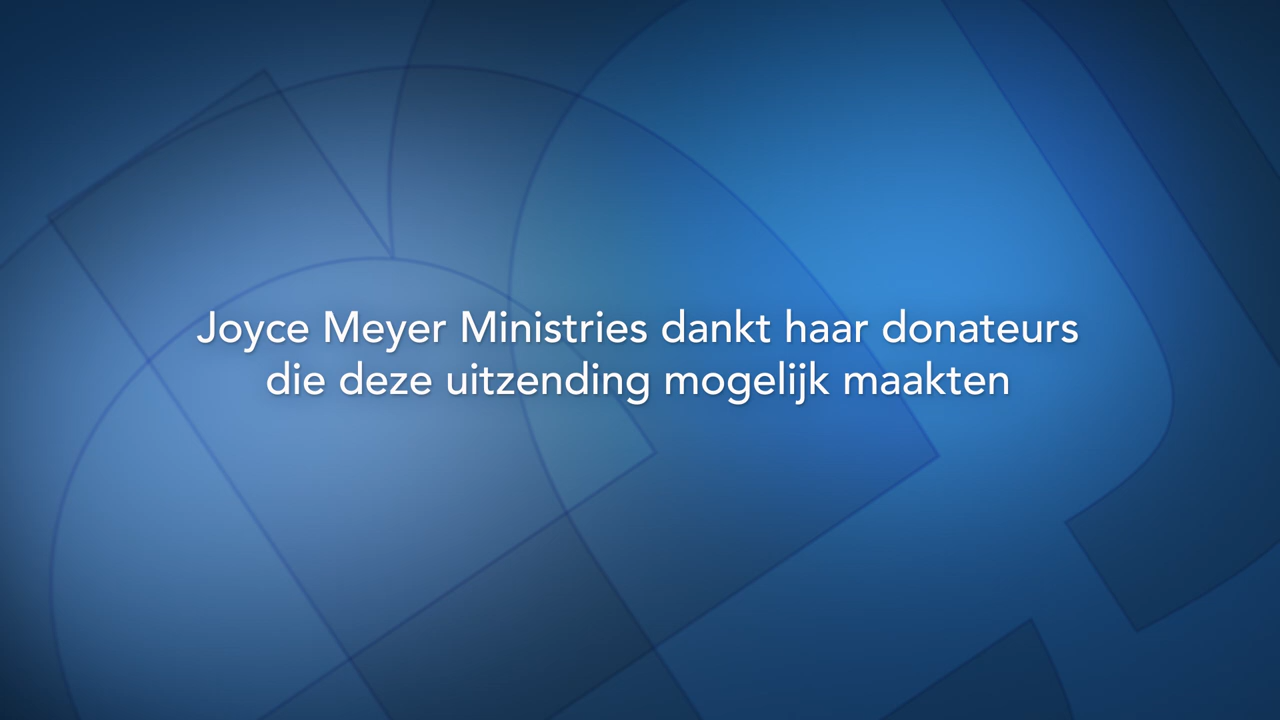 Joyce Meyer Ministries dankt haar donateurs
die deze uitzending mogelijk maakten